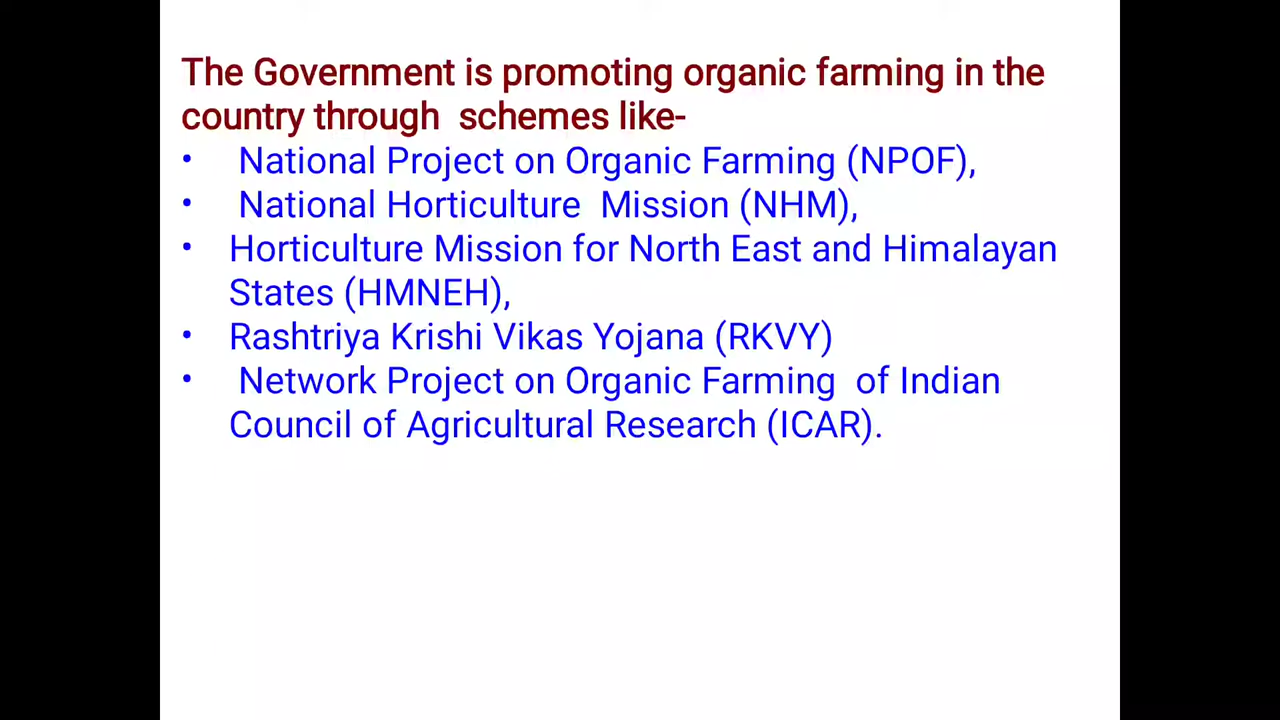 The Government is promoting organic farming in the
country through schemes like-
• National Project on Organic Farming (NPOF),
• National Horticulture Mission (NHM),
• Horticulture Mission for North East and Himalayan
States (HMNEH),
• Rashtriya Krishi Vikas Yojana (RKVY)
• Network Project on Organic Farming of Indian
Council of Agricultural Research (ICAR).